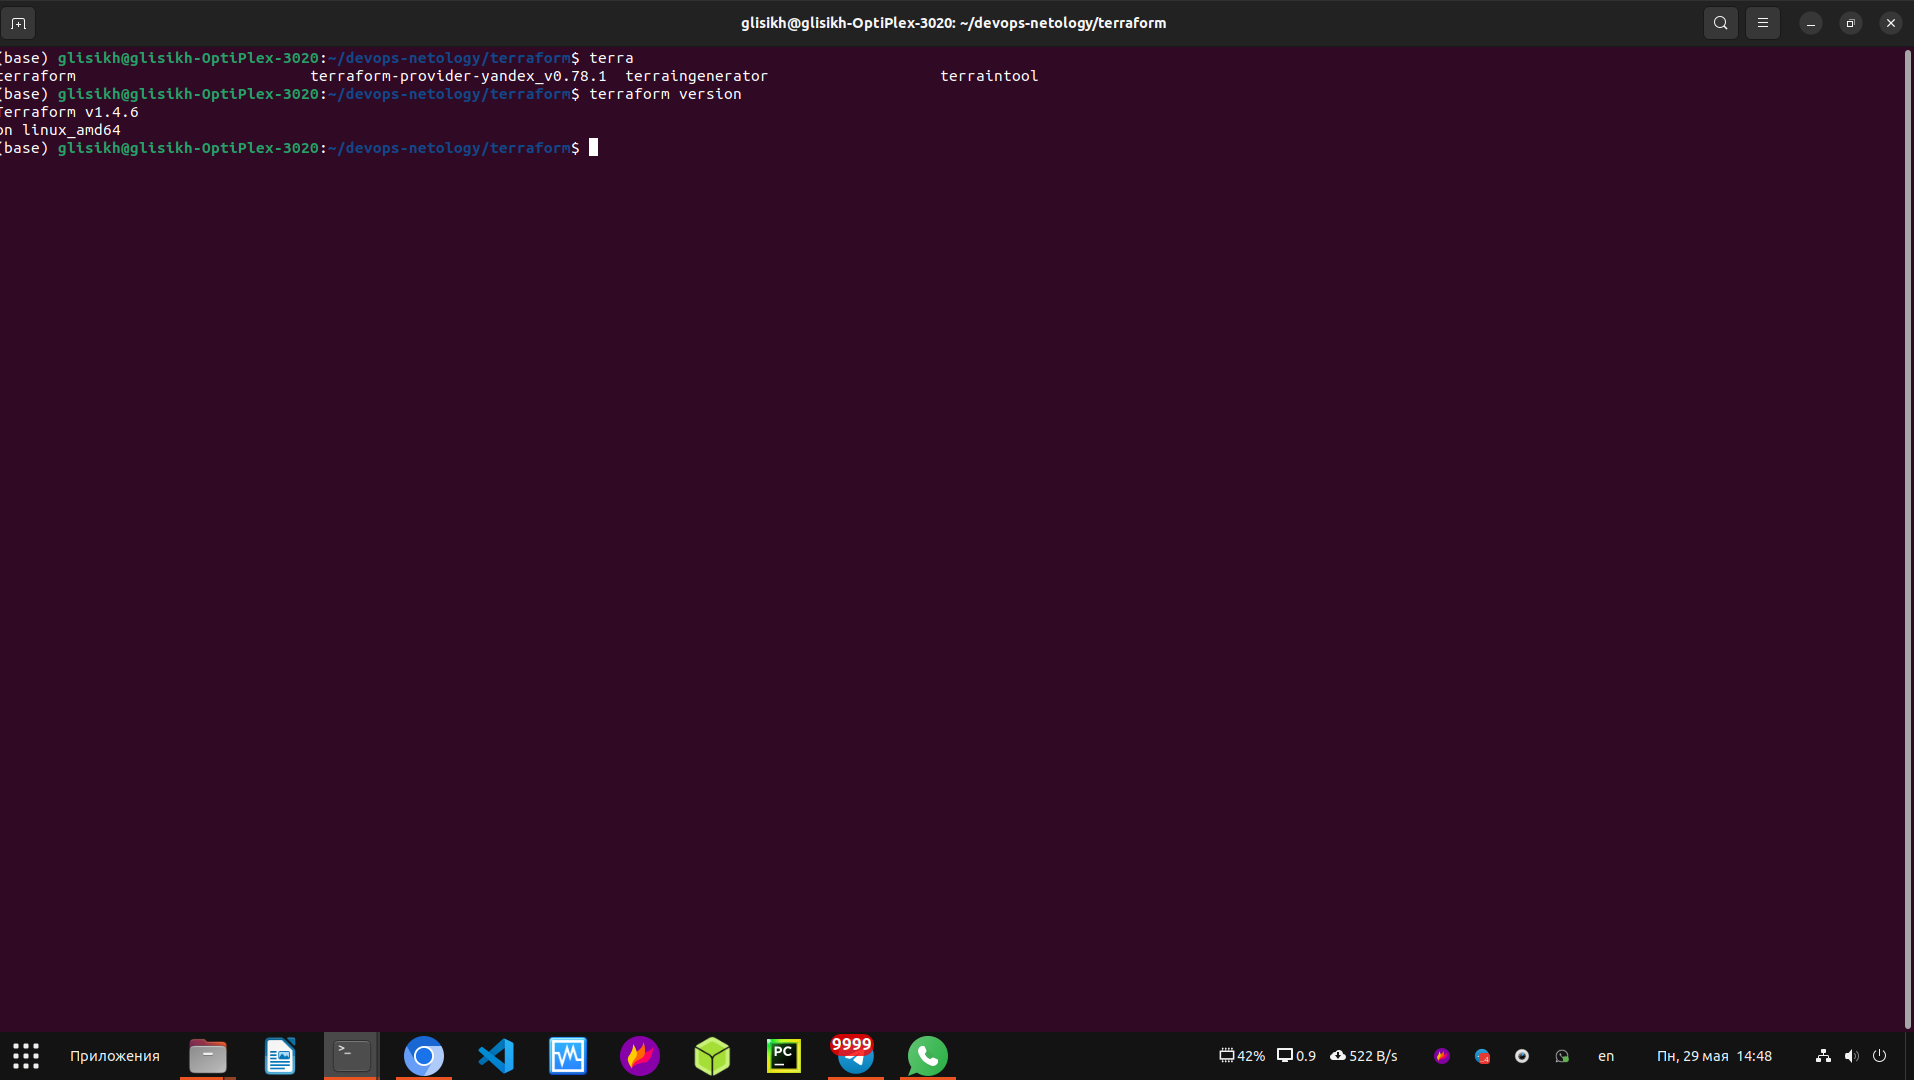 glisikh@glisikh-OptiPlex-3020: ~/devops-netology/terraform
(base) glisikh@glisikh-OptiPlex-3020:~/devops-netology/terraform$ terra
terraform terraform-provider-yandex_v0.78.1 terraingenerator terraintool
(base) glisikh@glisikh-OptiPlex-3020:~/devops-netology/terraform$ terraform version
Terraform v1.4.6
on linux_amd64
(base) glisikh@glisikh-OptiPlex-3020:~/devops-netology/terraform$
Приложения >_ PC 9999 42% 0.9 522 B/s en Пн, 29 мая 14:48